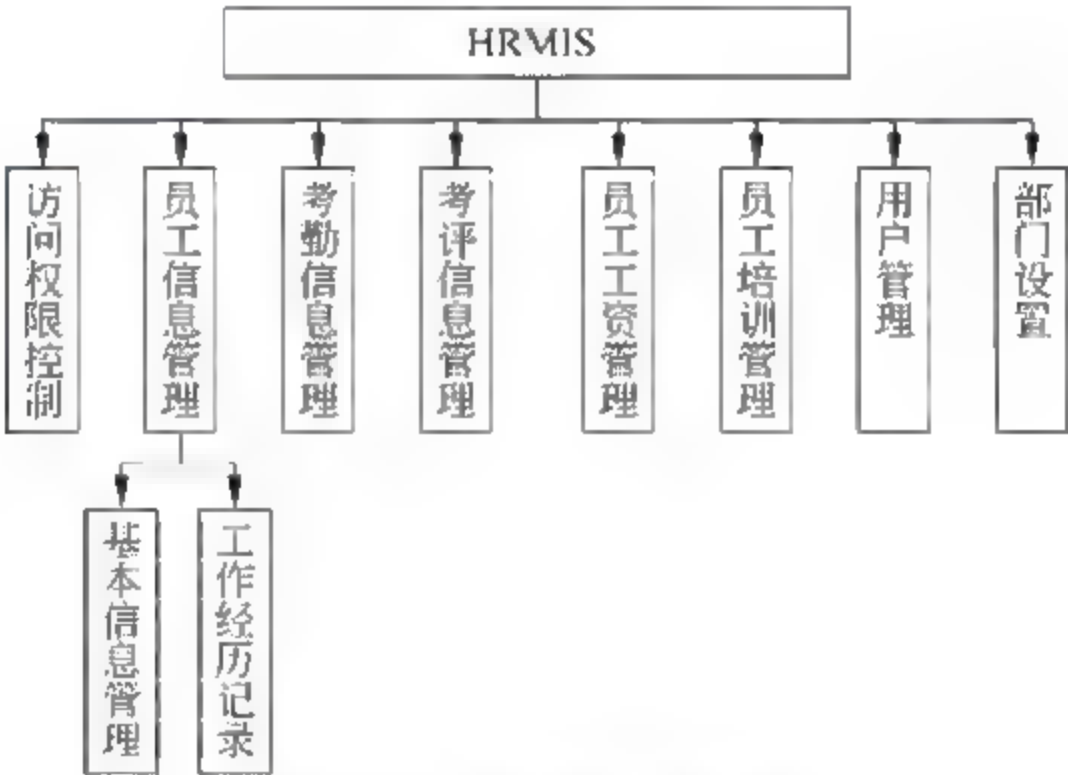 HRMIS
访问权限控制
员工信息管理
考勤信息管理
考评信息管理
员工工资管理
员工培训管理
用户管理
部门设置
基本信息管理
工作经历记录